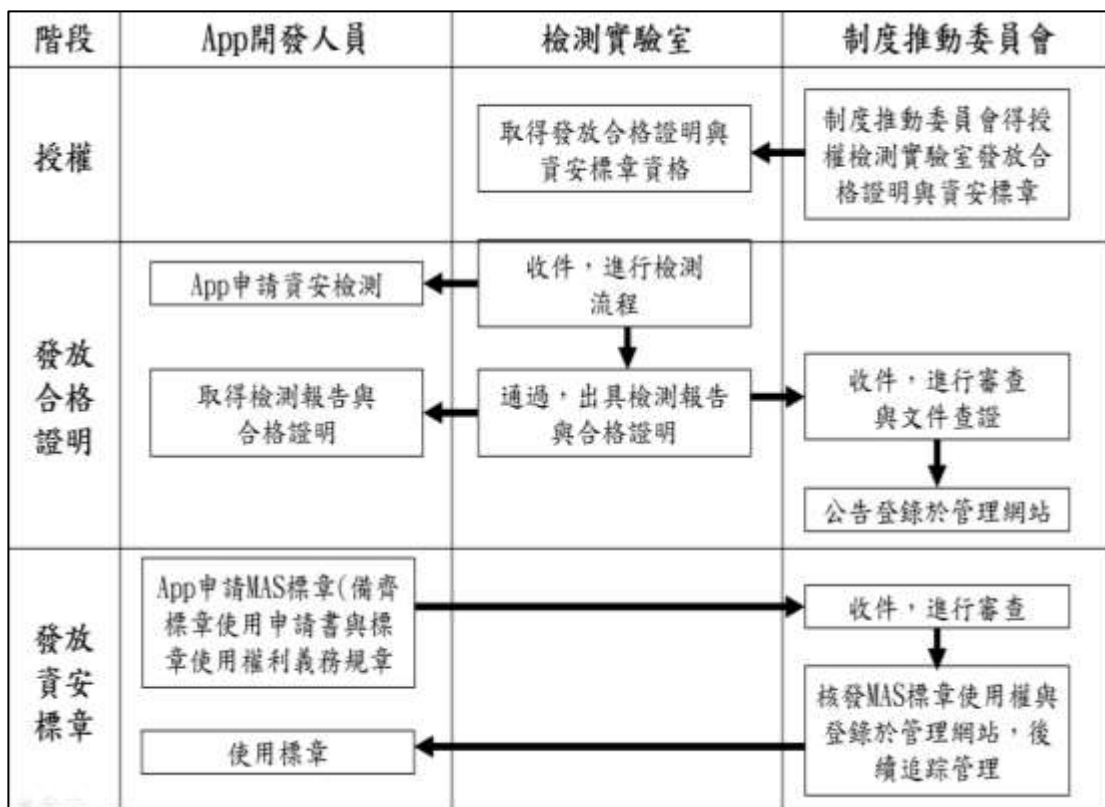 階段
App開發人員
檢測實驗室
制度推動委員會
授權
取得發放合格證明與
資安標章資格
制度推動委員會得授
權檢測實驗室發放合
格證明與資安標章
發放
合格
證明
App申請資安檢測
收件，進行檢測
流程
取得檢測報告與
合格證明
通過，出具檢測報告
與合格證明
收件，進行審查
與文件查證
公告登錄於管理網站
發放
資安
標章
App申請MAS標章(備齊
標章使用申請書與標
章使用權利義務規章
收件，進行審查
使用標章
核發MAS標章使用權與
登錄於管理網站，後
續追踪管理